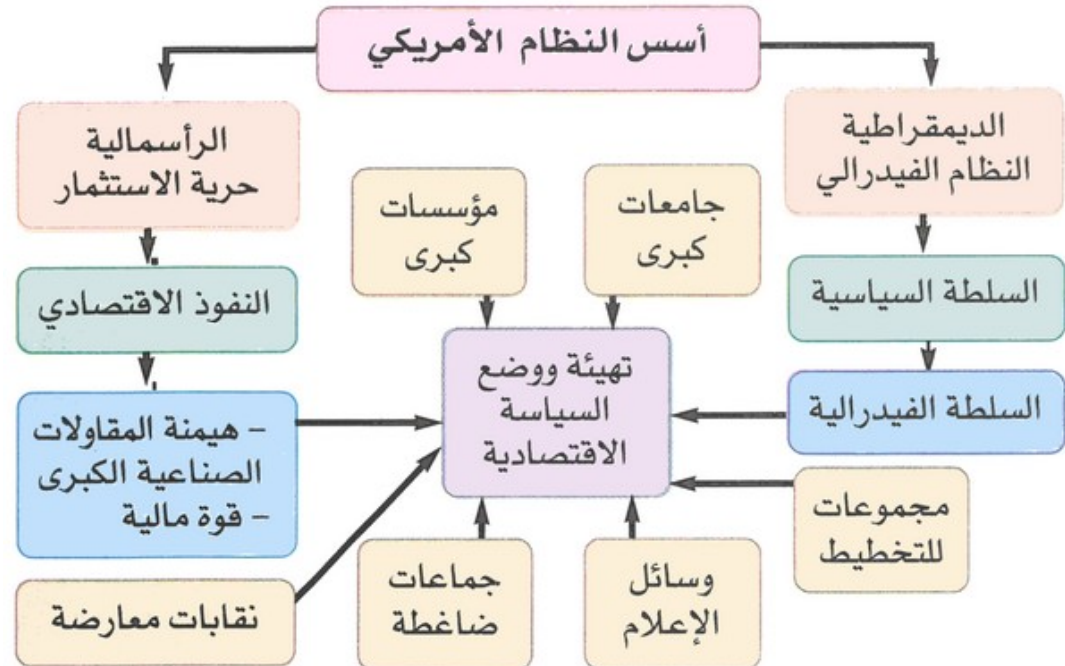 أسس النظام الأمريكي
الديمقراطية
النظام الفيدرالي
الرأسمالية
حرية الاستثمار
جامعات
كبرى
مؤسسات
كبرى
السلطة السياسية
النفوذ الاقتصادي
تهيئة ووضع
السياسة
الاقتصادية
السلطة الفيدرالية
– هيمنة المقاولات
الصناعية الكبرى
– قوة مالية
مجموعات
للتخطيط
وسائل
الإعلام
جماعات
ضاغطة
نقابات معارضة